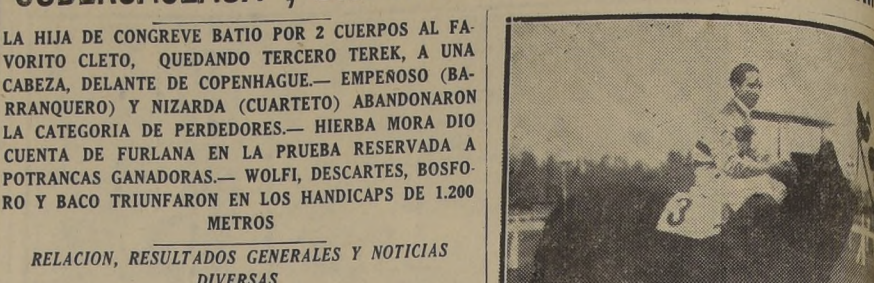 LA HIJA DE CONGREVE BATIO POR 2 CUERPOS AL FA-
VORITO CLETO, QUEDANDO TERCERO TEREK, A UNA
CABEZA, DELANTE DE COPENHAGUE.— EMPEÑOSO (BA-
RRANQUERO) Y NIZARDA (CUARTETO) ABANDONARON
LA CATEGORIA DE PERDEDORES.— HIERBA MORA DIO
CUENTA DE FURLANA EN LA PRUEBA RESERVADA A
POTRANCAS GANADORAS.— WOLFI, DESCARTES, BOSFO-
RO Y BACO TRIUNFARON EN LOS HANDICAPS DE 1.200
METROS
RELACION, RESULTADOS GENERALES Y NOTICIAS
DIVERSAS
3